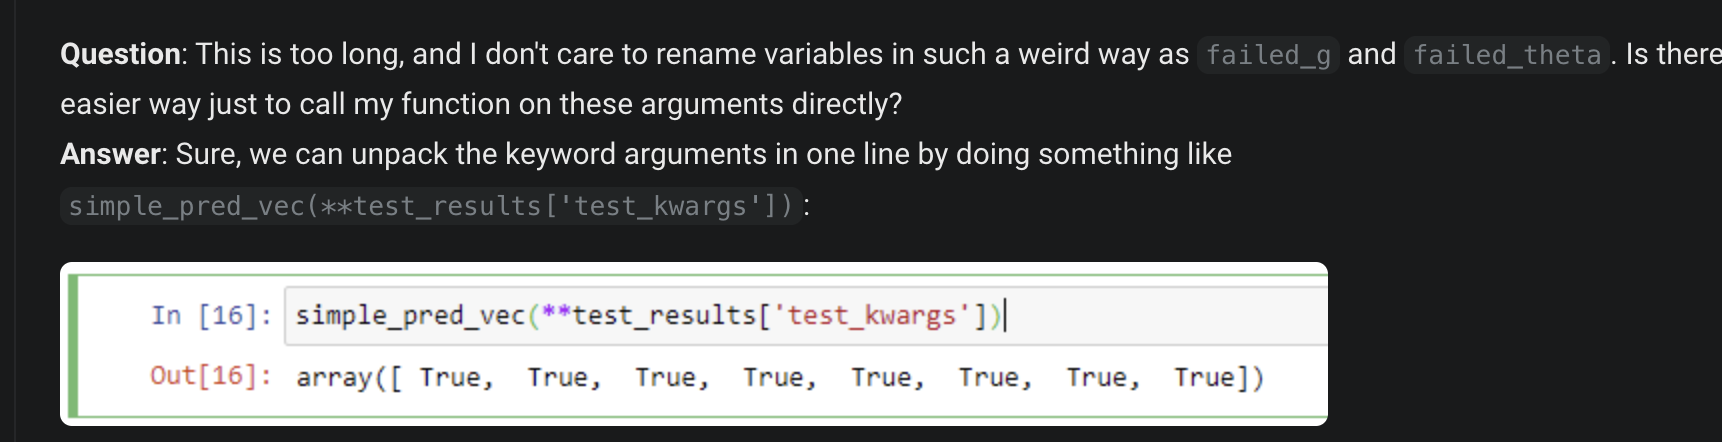 Question: This is too long, and I don't care to rename variables in such a weird way as failed_g and failed_theta. Is there
easier way just to call my function on these arguments directly?
Answer: Sure, we can unpack the keyword arguments in one line by doing something like
simple_pred_vec(**test_results['test_kwargs']):
In [16]: simple_pred_vec(**test_results['test_kwargs'])
Out[16]: array([ True,  True,  True,  True,  True,  True,  True,  True])